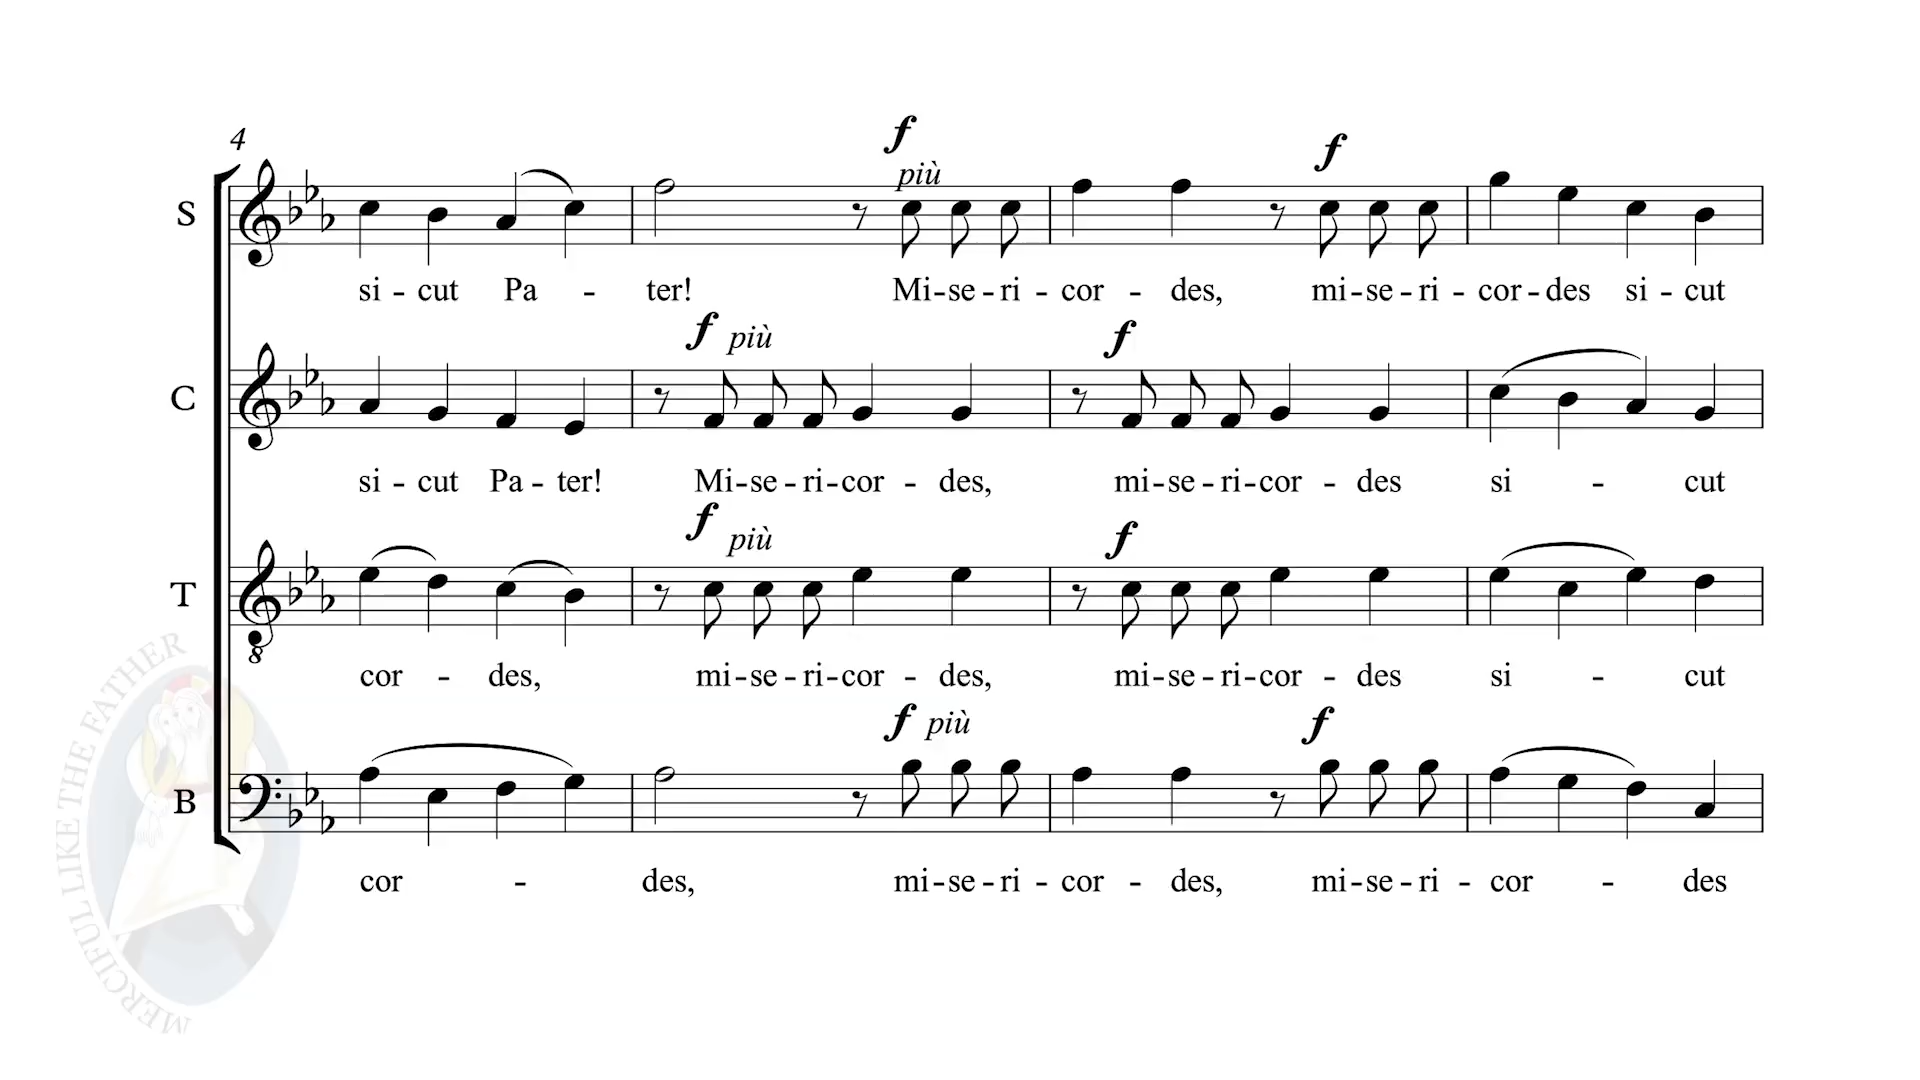 4
f
f
più
S
si - cut Pa - ter! Mi - se - ri - cor - des, mi - se - ri - cor - des si - cut
f più
f
C
si - cut Pa - ter! Mi - se - ri - cor - des, mi - se - ri - cor - des si - cut
f
f
più
T
8
cor - des, mi - se - ri - cor - des, mi - se - ri - cor - des si - cut
f più
f
B
cor - des, mi - se - ri - cor - des, mi - se - ri - cor - des
MERCIFUL LIKE THE FATHER